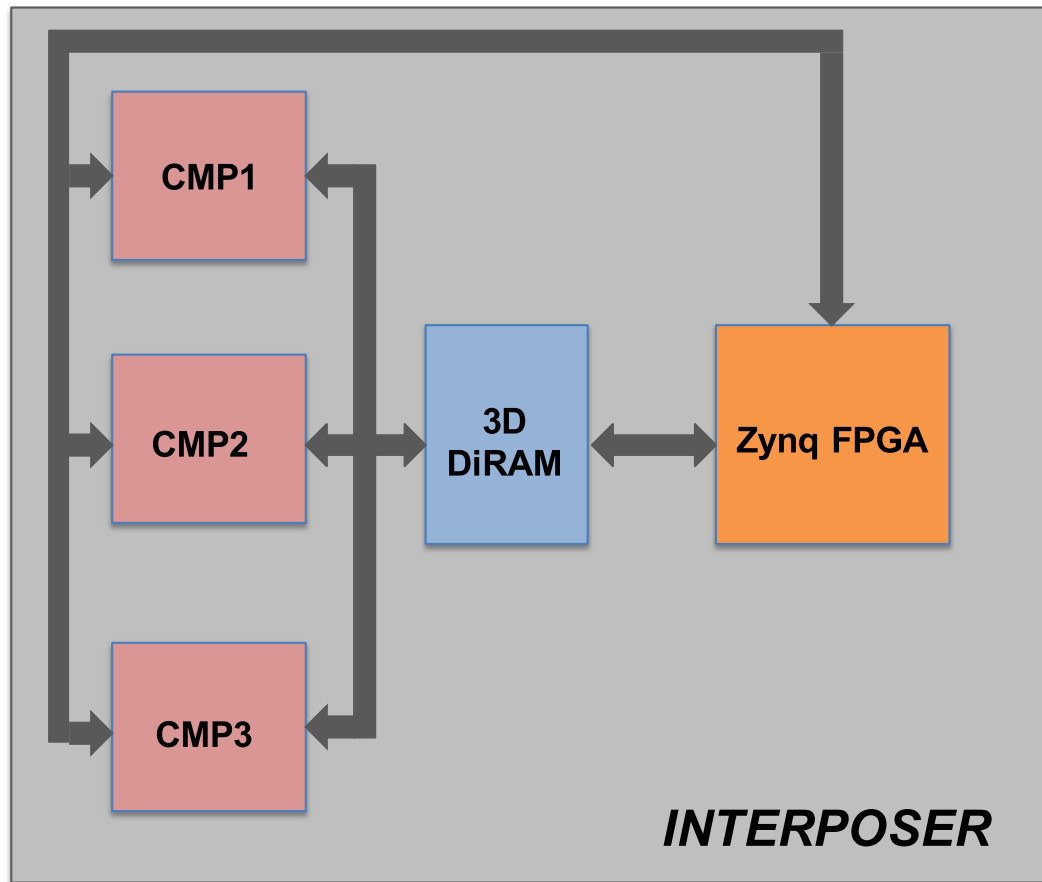 CMP1
CMP2
3D
DiRAM
Zynq FPGA
CMP3
INTERPOSER